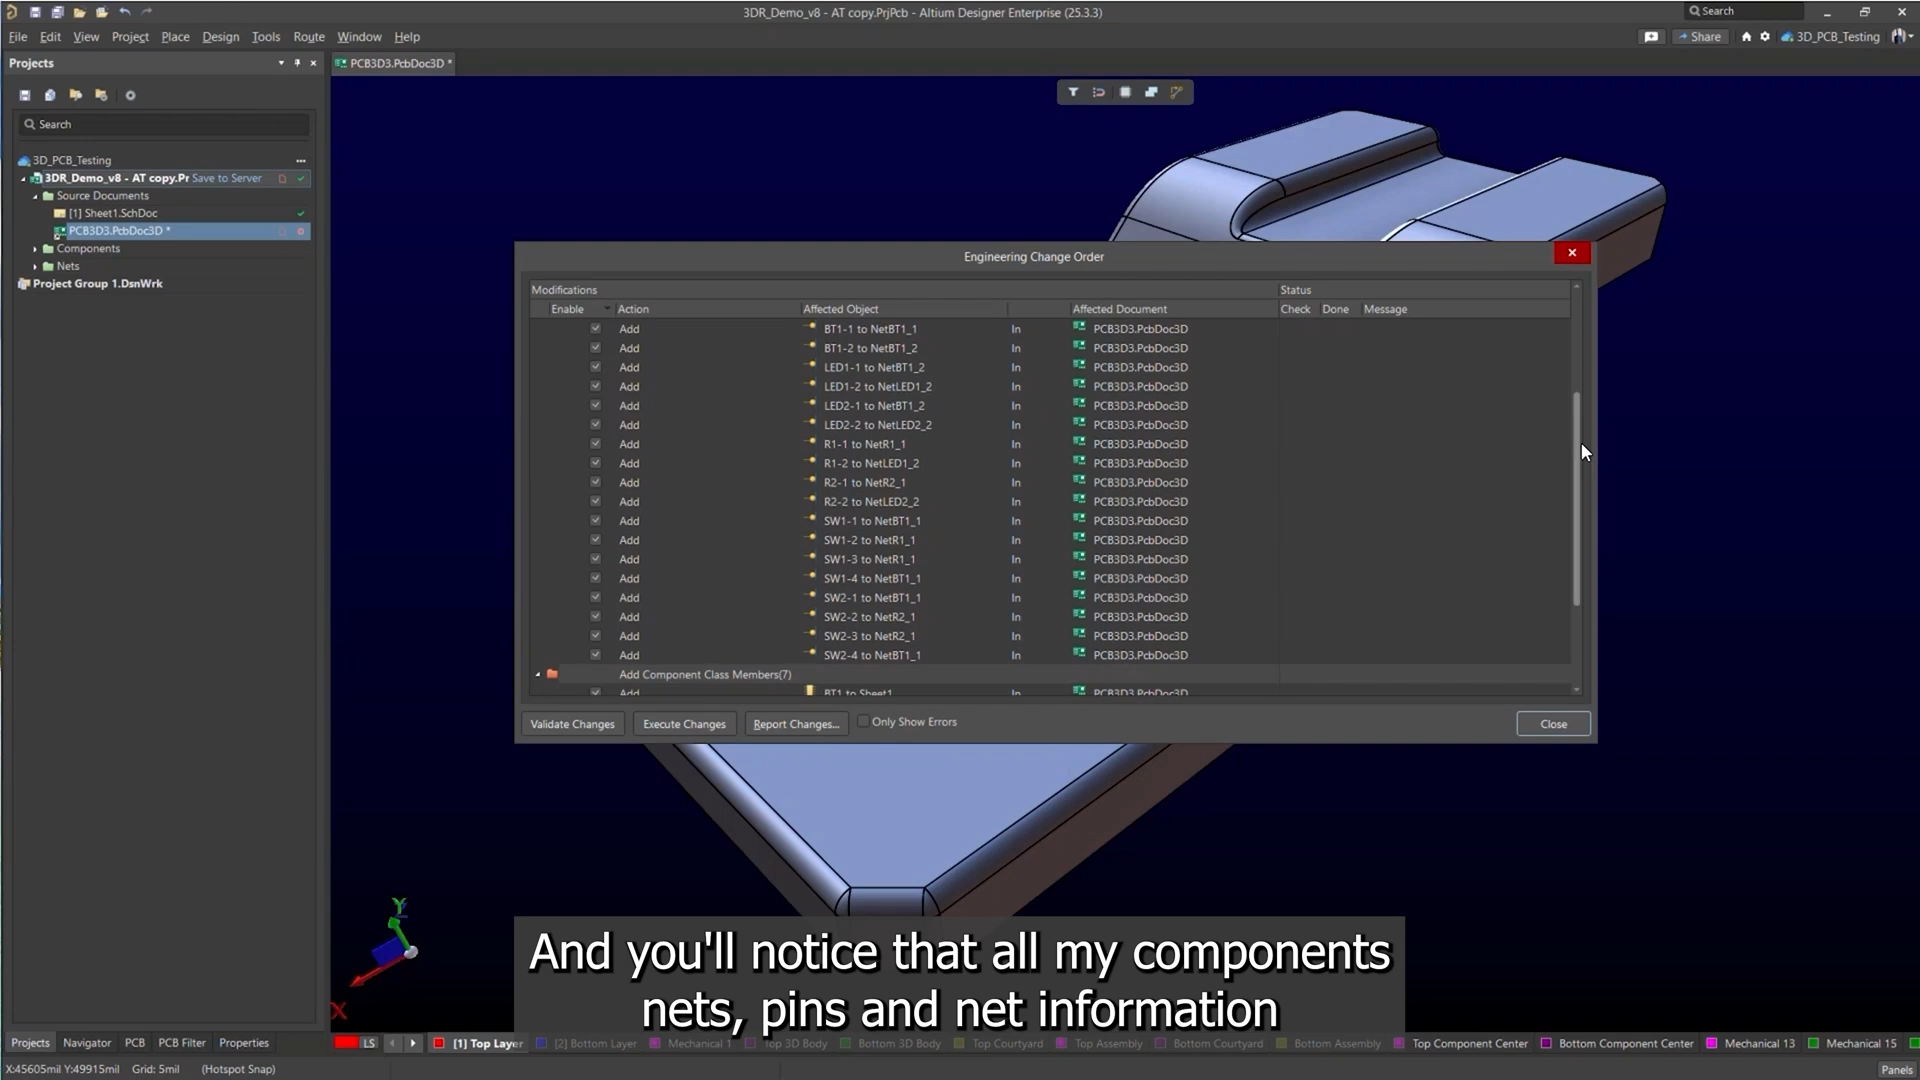 3DR_Demo_v8 - AT copy.PrjPcb - Altium Designer Enterprise (25.3.3)
Search
File Edit View Project Place Design Tools Route Window Help
Share
3D_PCB_Testing
Projects
PCB3D3.PcbDoc3D *
Search
3D_PCB_Testing
3DR_Demo_v8 - AT copy.Pr Save to Server
Source Documents
[1] Sheet1.SchDoc
PCB3D3.PcbDoc3D *
Components
Nets
Project Group 1.DsnWrk
Engineering Change Order
Modifications Status
Enable Action Affected Object Affected Document Check Done Message
Add BT1-1 to NetBT1_1 In PCB3D3.PcbDoc3D
Add BT1-2 to NetBT1_2 In PCB3D3.PcbDoc3D
Add LED1-1 to NetBT1_2 In PCB3D3.PcbDoc3D
Add LED1-2 to NetLED1_2 In PCB3D3.PcbDoc3D
Add LED2-1 to NetBT1_2 In PCB3D3.PcbDoc3D
Add LED2-2 to NetLED2_2 In PCB3D3.PcbDoc3D
Add R1-1 to NetR1_1 In PCB3D3.PcbDoc3D
Add R1-2 to NetLED1_2 In PCB3D3.PcbDoc3D
Add R2-1 to NetR2_1 In PCB3D3.PcbDoc3D
Add R2-2 to NetLED2_2 In PCB3D3.PcbDoc3D
Add SW1-1 to NetBT1_1 In PCB3D3.PcbDoc3D
Add SW1-2 to NetR1_1 In PCB3D3.PcbDoc3D
Add SW1-3 to NetR1_1 In PCB3D3.PcbDoc3D
Add SW1-4 to NetBT1_1 In PCB3D3.PcbDoc3D
Add SW2-1 to NetBT1_1 In PCB3D3.PcbDoc3D
Add SW2-2 to NetR2_1 In PCB3D3.PcbDoc3D
Add SW2-3 to NetR2_1 In PCB3D3.PcbDoc3D
Add SW2-4 to NetBT1_1 In PCB3D3.PcbDoc3D
Add Component Class Members(7)
Add BT1 to Sheet1 In PCB3D3.PcbDoc3D
Validate Changes Execute Changes Report Changes... Only Show Errors Close
Y
X
And you'll notice that all my components
nets, pins and net information
Projects Navigator PCB PCB Filter Properties LS [1] Top Layer [2] Bottom Layer Mechanical 1 Top 3D Body Bottom 3D Body Top Courtyard Top Assembly Bottom Courtyard Bottom Assembly Top Component Center Bottom Component Center Mechanical 13 Mechanical 15
X:45605mil Y:49915mil Grid: 5mil (Hotspot Snap) Panels